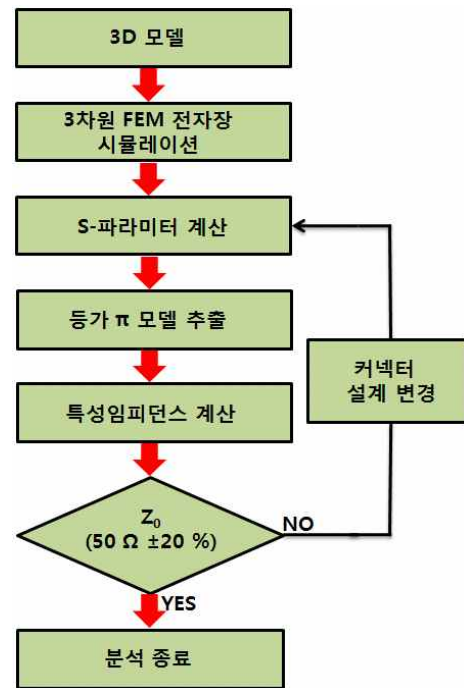 3D 모델
3차원 FEM 전자장
시뮬레이션
S-파라미터 계산
등가 π 모델 추출
커넥터
설계 변경
특성임피던스 계산
Z₀
(50 Ω ±20 %)
NO
YES
분석 종료